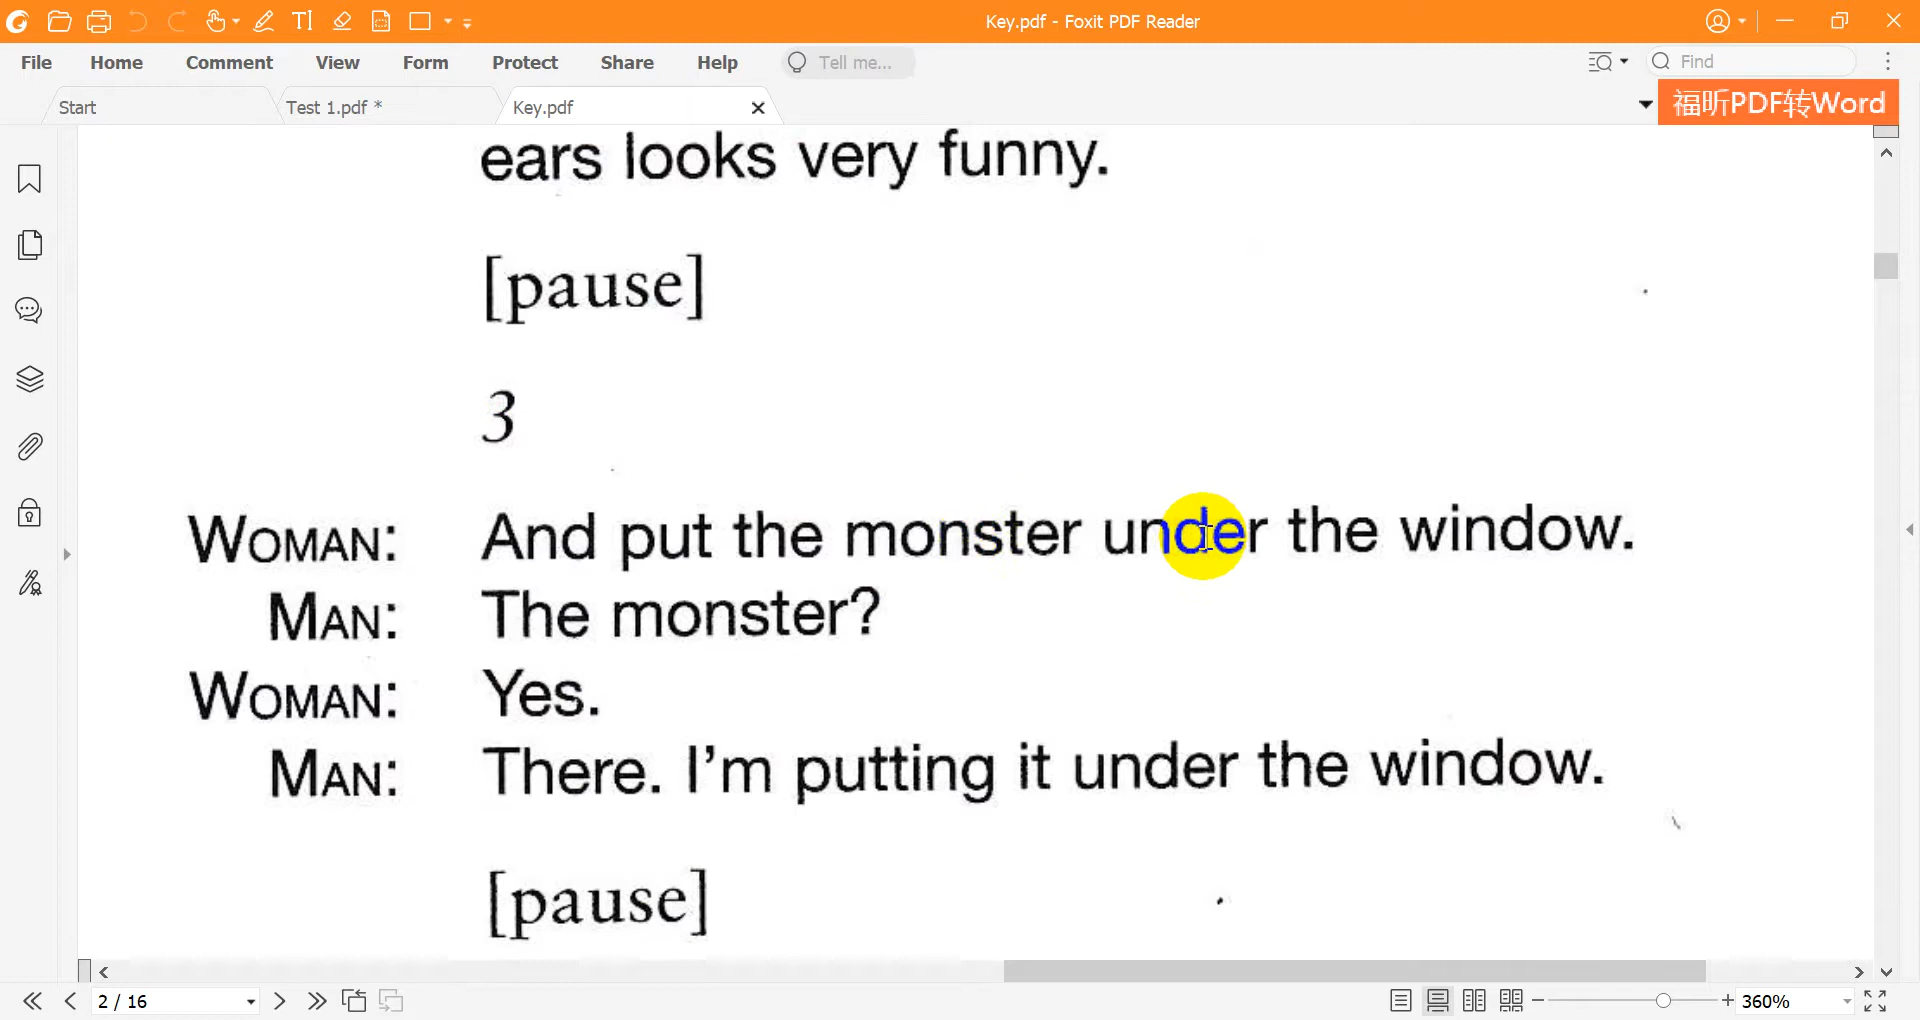 Key.pdf - Foxit PDF Reader
File Home Comment View Form Protect Share Help Tell me... Find
Start Test 1.pdf * Key.pdf 福昕PDF转Word
ears looks very funny.
[pause]
3
WOMAN: And put the monster under the window.
MAN: The monster?
WOMAN: Yes.
MAN: There. I'm putting it under the window.
[pause]
2 / 16 360%